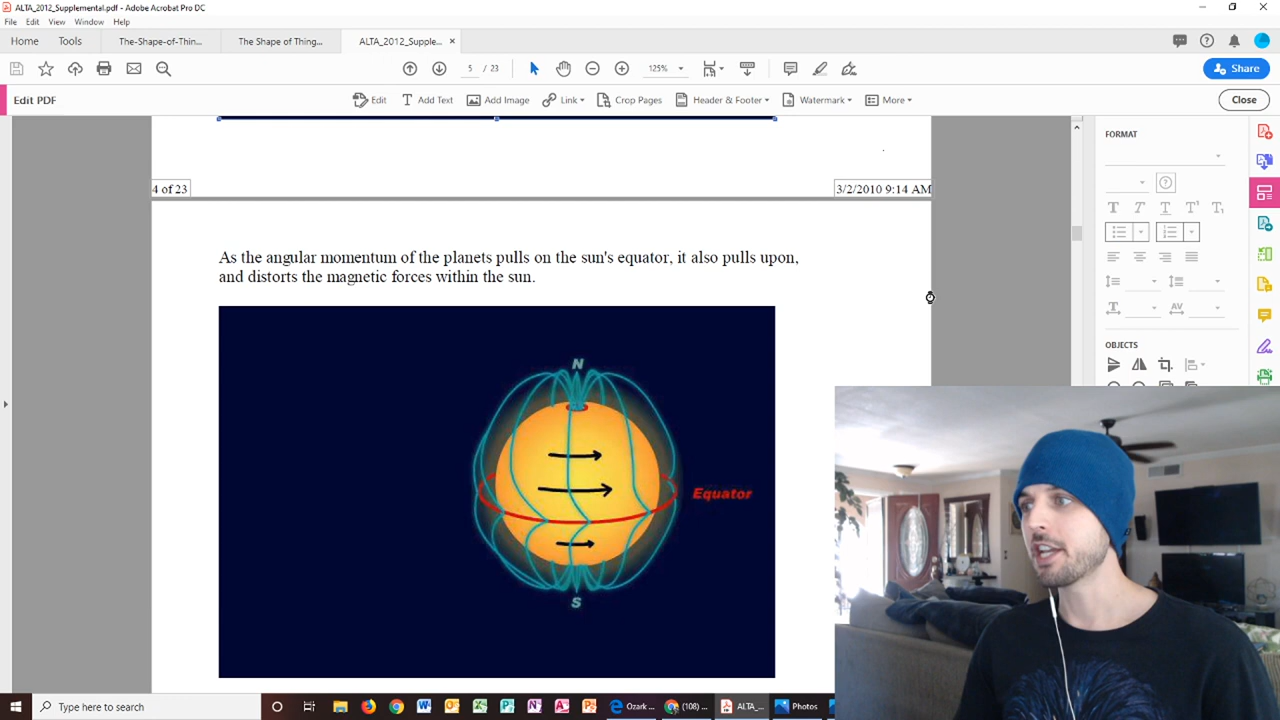 ALTA_2012_Supplemental.pdf - Adobe Acrobat Pro DC
File Edit View Window Help
Home Tools The-Shape-of-Thin... The Shape of Thing... ALTA_2012_Supple...
5 / 23 125% Share
Edit PDF Edit Add Text Add Image Link Crop Pages Header & Footer Watermark More Close
FORMAT
4 of 23 3/2/2010 9:14 AM
As the angular momentum of the planets pulls on the sun's equator, it also pulls upon,
and distorts the magnetic forces within the sun.
OBJECTS
N
Equator
S
Type here to search Ozark ... (108) ... ALTA_... Photos